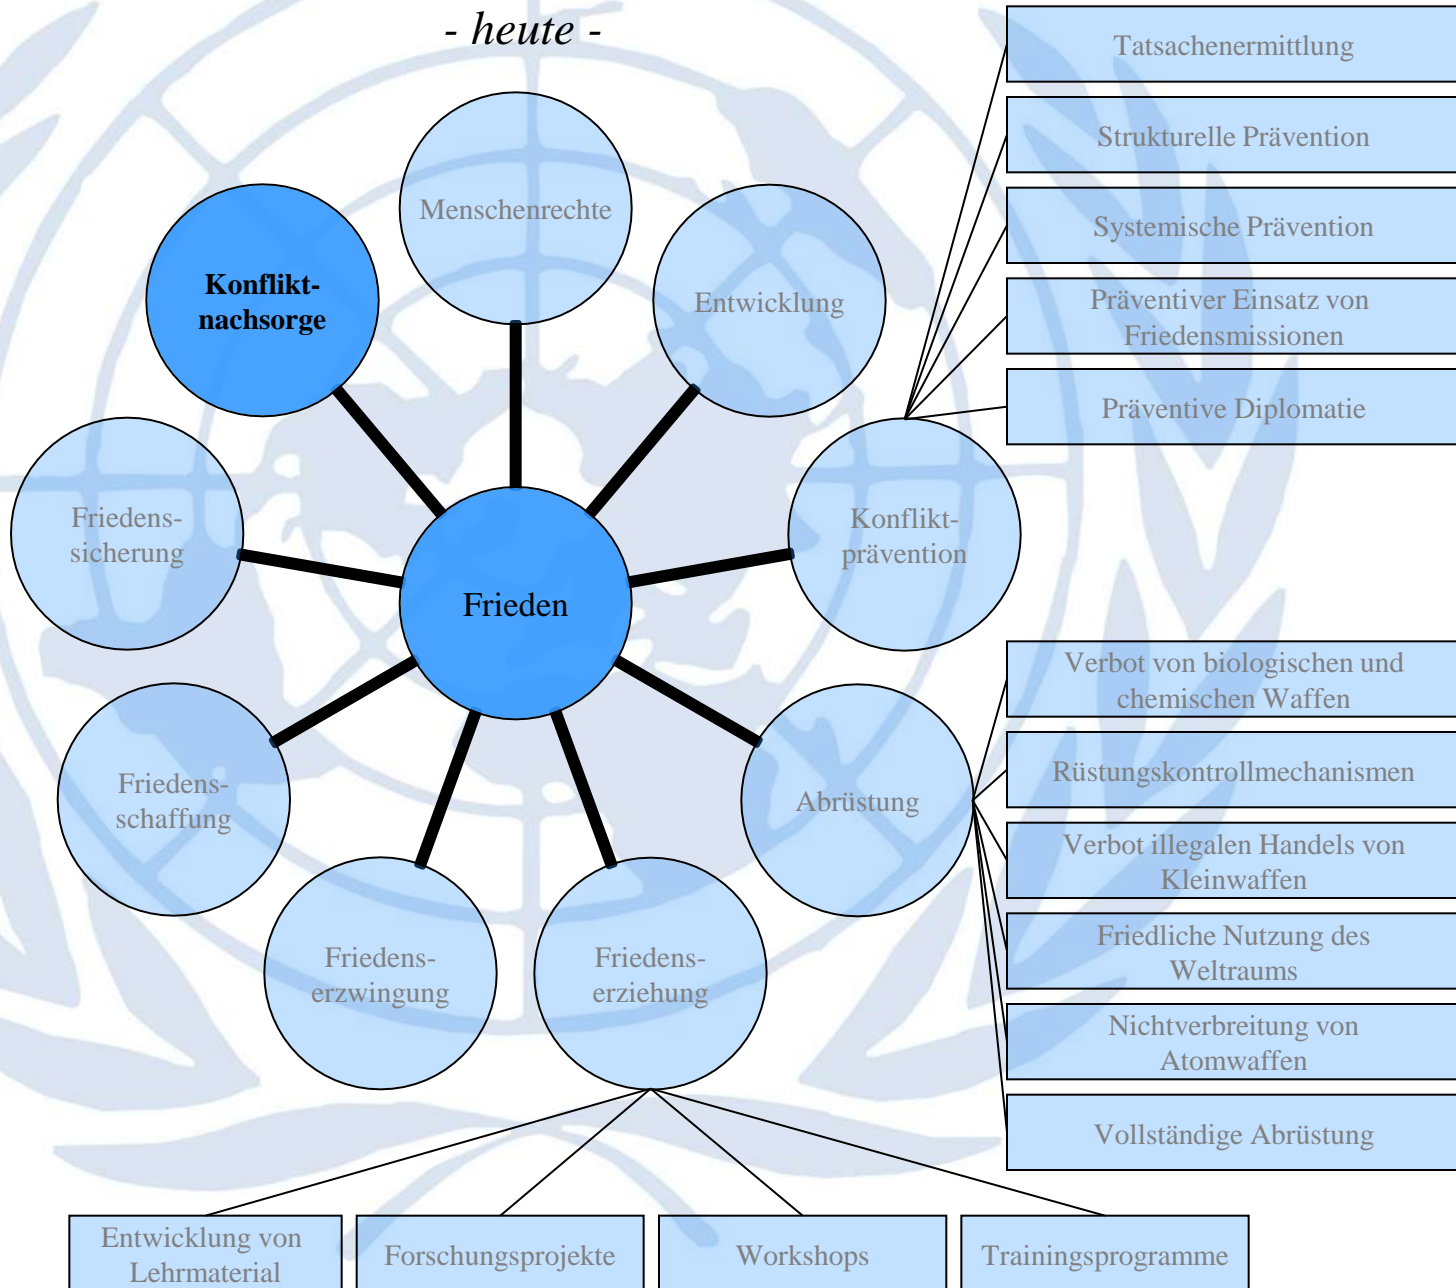 - heute -
Menschenrechte
Entwicklung
Konflikt-
prävention
Abrüstung
Friedens-
erziehung
Friedens-
erzwingung
Friedens-
schaffung
Friedens-
sicherung
Konflikt-
nachsorge
Frieden
Tatsachenermittlung
Strukturelle Prävention
Systemische Prävention
Präventiver Einsatz von
Friedensmissionen
Präventive Diplomatie
Verbot von biologischen und
chemischen Waffen
Rüstungskontrollmechanismen
Verbot illegalen Handels von
Kleinwaffen
Friedliche Nutzung des
Weltraums
Nichtverbreitung von
Atomwaffen
Vollständige Abrüstung
Entwicklung von
Lehrmaterial
Forschungsprojekte
Workshops
Trainingsprogramme